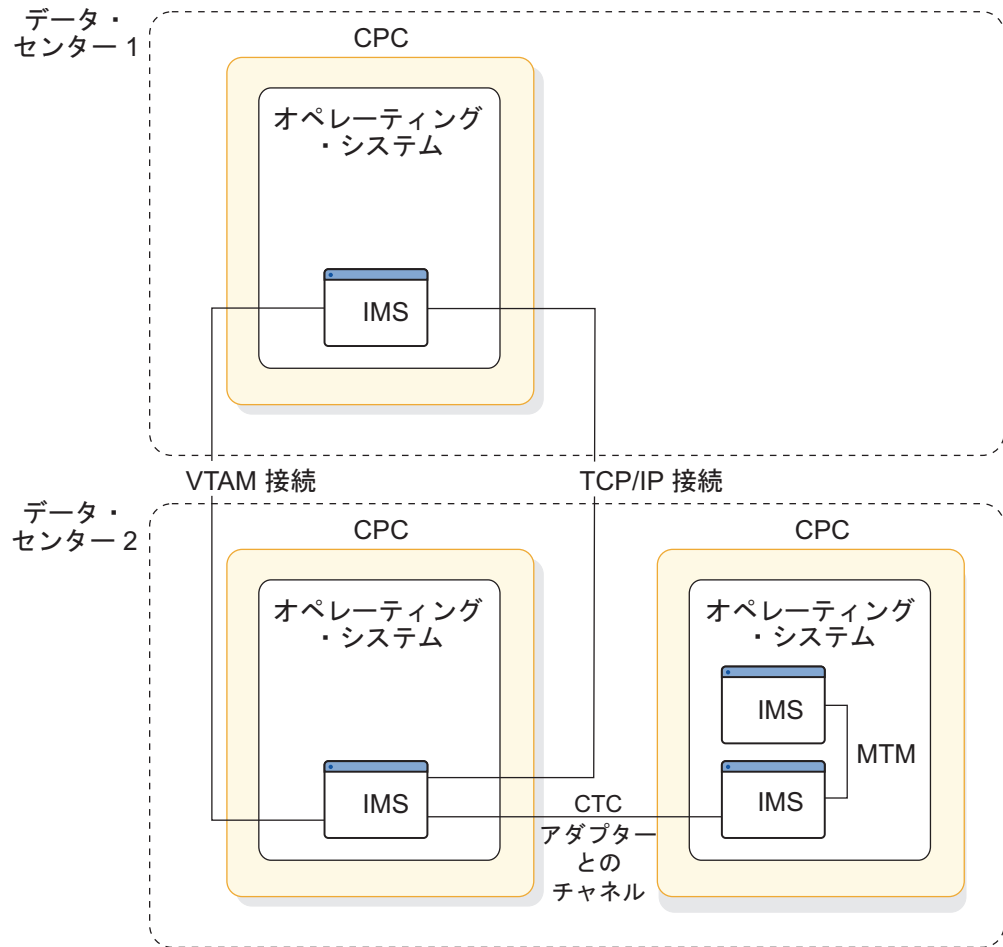 データ・
センター 1
CPC
オペレーティング
・システム
IMS
VTAM 接続
TCP/IP 接続
データ・
センター 2
CPC
オペレーティング
・システム
IMS
CTC
アダプター
との
チャネル
CPC
オペレーティング
・システム
IMS
MTM
IMS